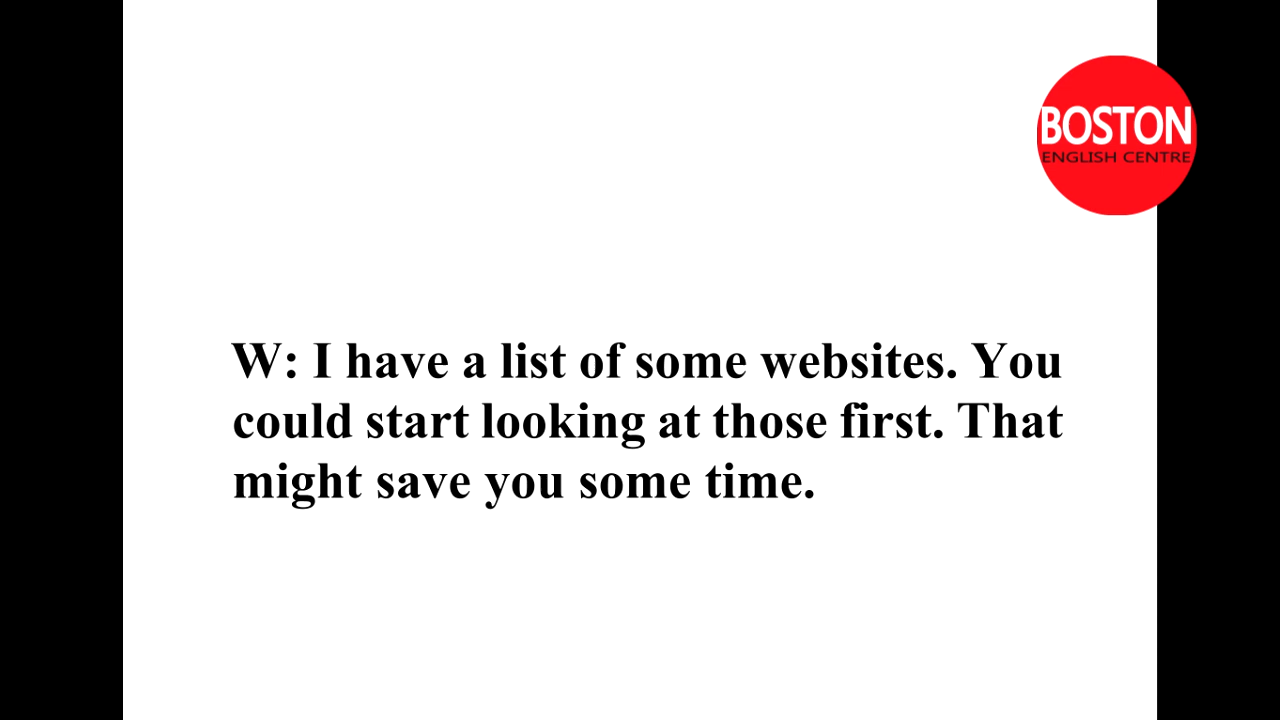 BOSTON
ENGLISH CENTRE
W: I have a list of some websites. You
could start looking at those first. That
might save you some time.